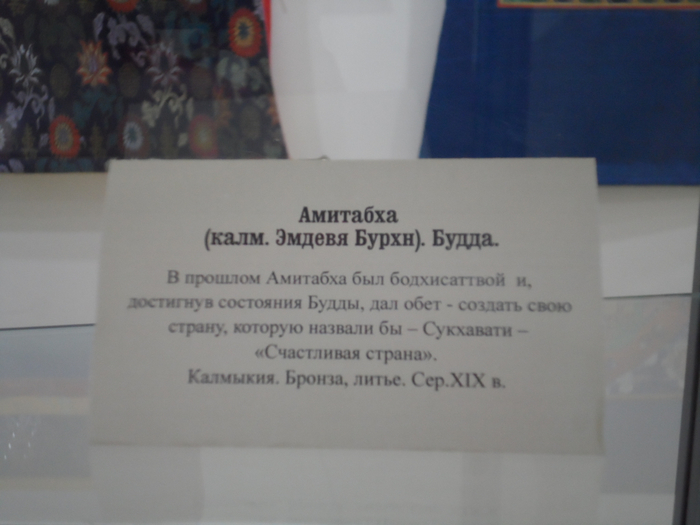 Амитабха
(калм. Эмдевя Бурхн). Будда.
В прошлом Амитабха был бодхисаттвой и,
достигнув состояния Будды, дал обет - создать свою
страну, которую назвали бы – Сукхавати –
«Счастливая страна».
Калмыкия. Бронза, литье. Сер.XIX в.